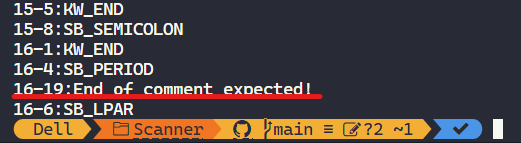 15-5:KW_END
15-8:SB_SEMICOLON
16-1:KW_END
16-4:SB_PERIOD
16-19:End of comment expected!
16-6:SB_LPAR
Dell Scanner main ≡ ?2 ~1 ✓